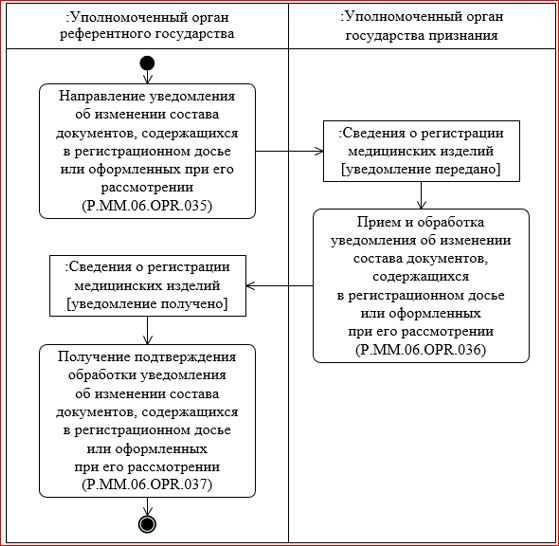 :Уполномоченный орган
референтного государства
:Уполномоченный орган
государства признания
Направление уведомления
об изменении состава
документов, содержащихся
в регистрационном досье
или оформленных при его
рассмотрении
(P.MM.06.OPR.035)
:Сведения о регистрации
медицинских изделий
[уведомление передано]
Прием и обработка
уведомления об изменении
состава документов,
содержащихся
в регистрационном досье
или оформленных
при его рассмотрении
(P.MM.06.OPR.036)
:Сведения о регистрации
медицинских изделий
[уведомление получено]
Получение подтверждения
обработки уведомления
об изменении состава
документов, содержащихся
в регистрационном досье
или оформленных
при его рассмотрении
(P.MM.06.OPR.037)